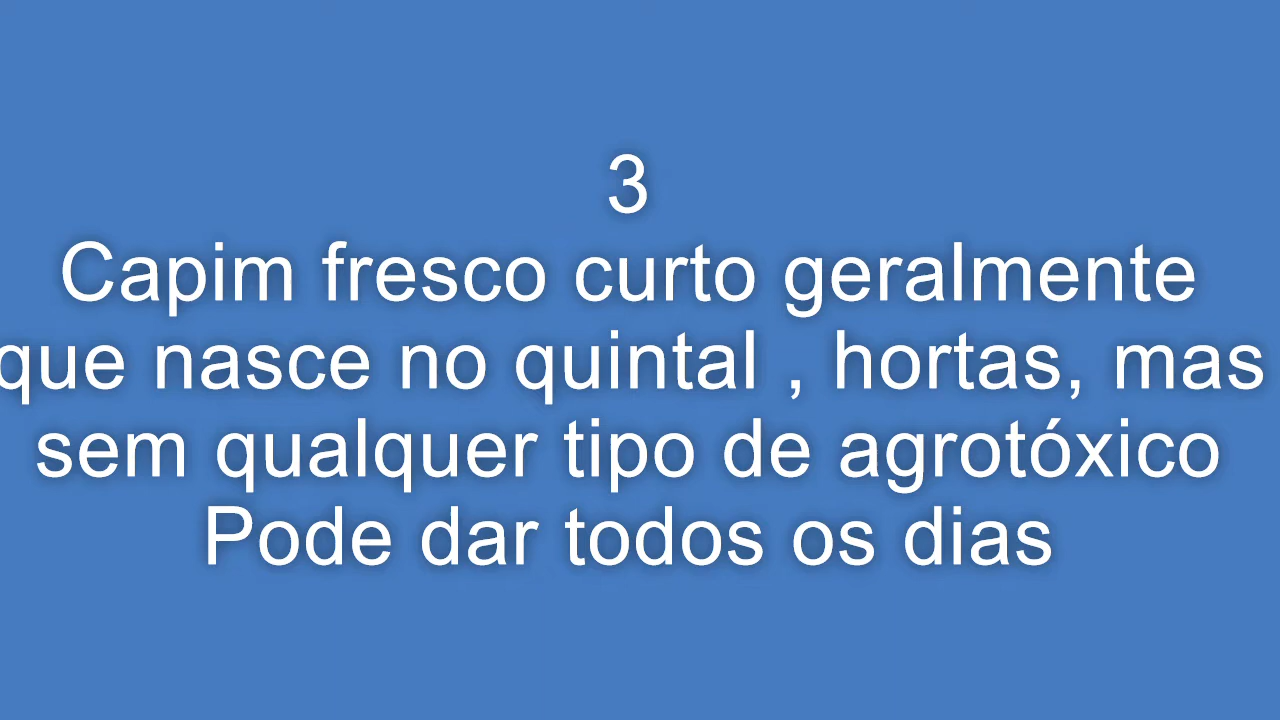 3
Capim fresco curto geralmente
que nasce no quintal , hortas, mas
sem qualquer tipo de agrotóxico
Pode dar todos os dias